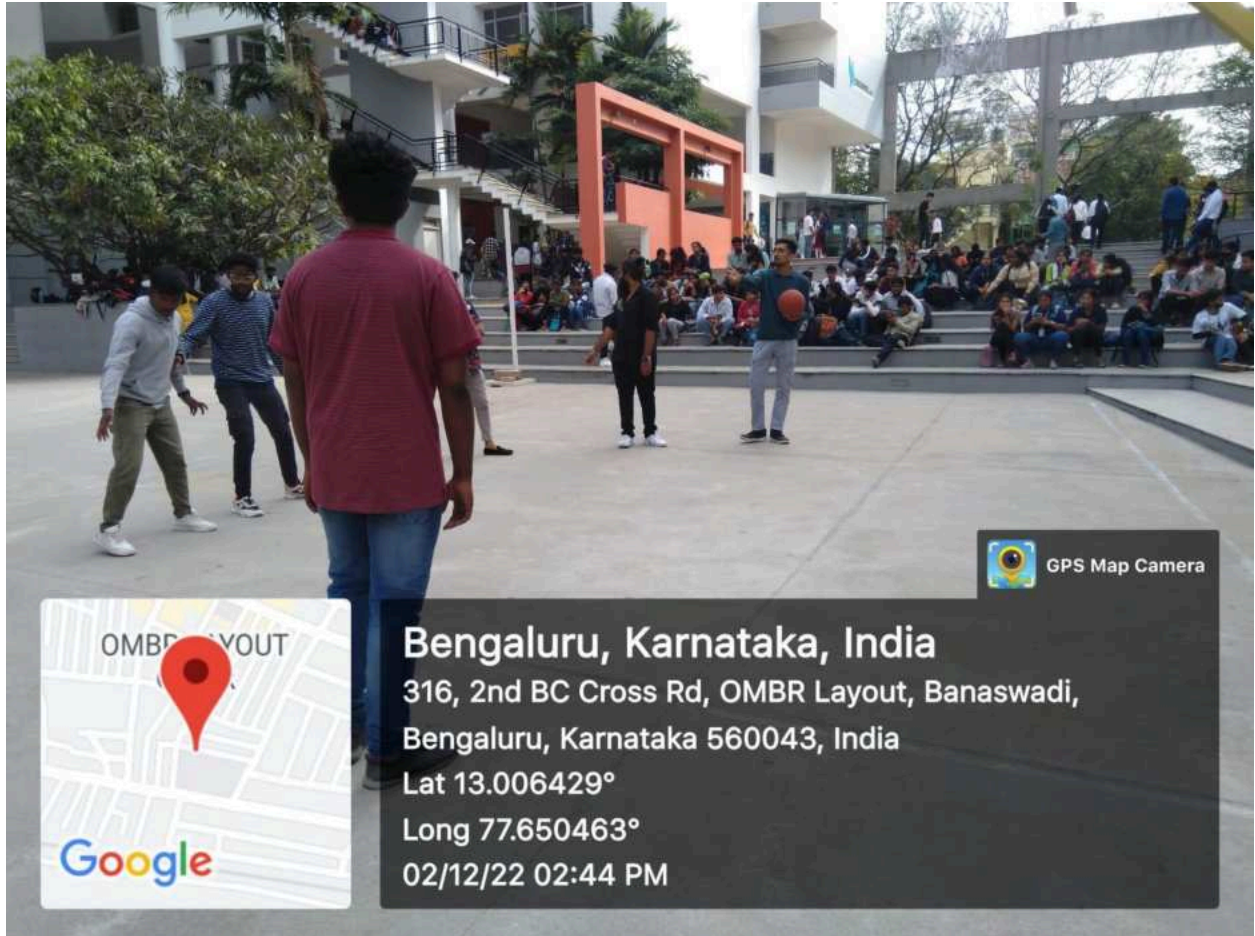 GPS Map Camera
OMBR LAYOUT
Google
Bengaluru, Karnataka, India
316, 2nd BC Cross Rd, OMBR Layout, Banaswadi,
Bengaluru, Karnataka 560043, India
Lat 13.006429°
Long 77.650463°
02/12/22 02:44 PM